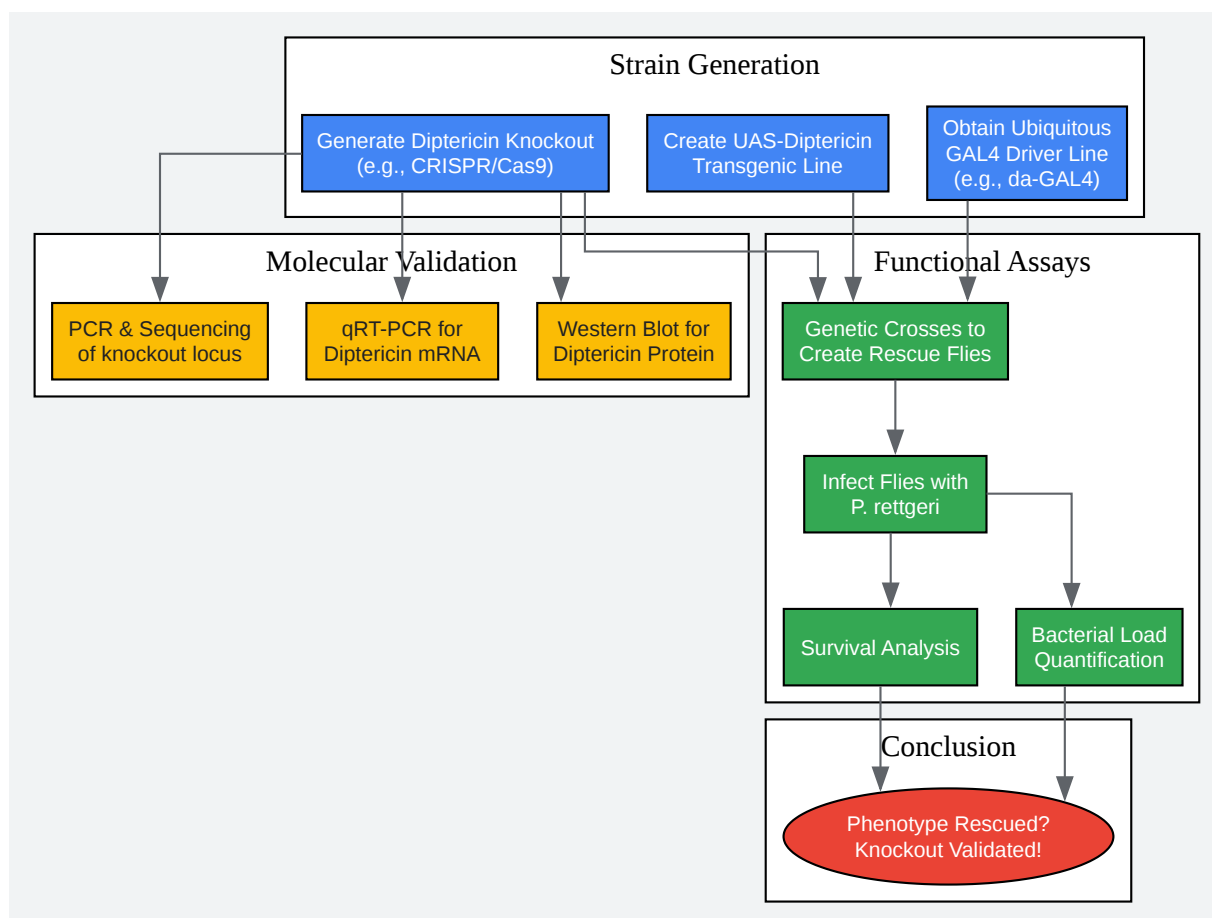 Strain Generation
Generate Diptericin Knockout
(e.g., CRISPR/Cas9)
Create UAS-Diptericin
Transgenic Line
Obtain Ubiquitous
GAL4 Driver Line
(e.g., da-GAL4)
Molecular Validation
PCR & Sequencing
of knockout locus
qRT-PCR for
Diptericin mRNA
Western Blot for
Diptericin Protein
Functional Assays
Genetic Crosses to
Create Rescue Flies
Infect Flies with
P. rettgeri
Survival Analysis
Bacterial Load
Quantification
Conclusion
Phenotype Rescued?
Knockout Validated!